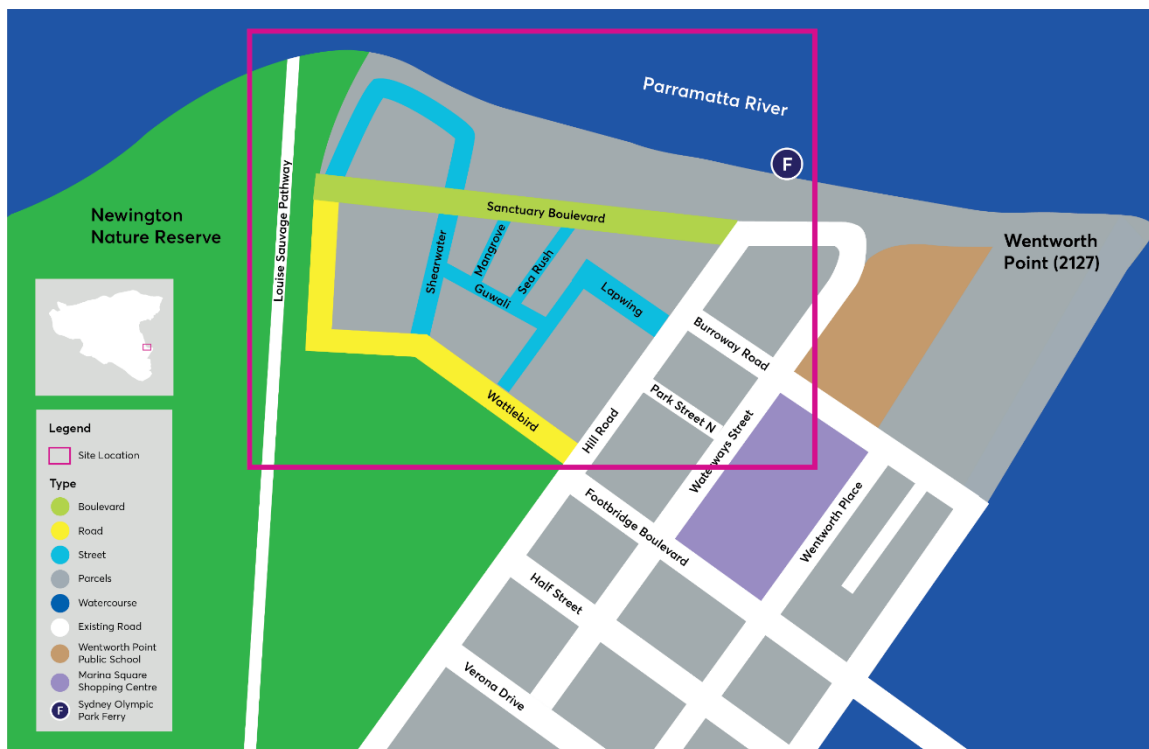 Parramatta River
F
Newington
Nature Reserve
Louise Sauvage Pathway
Sanctuary Boulevard
Wentworth
Point (2127)
Shearwater
Mangrove
Sea Rush
Guwali
Lapwing
Burroway Road
Wattlebird
Park Street N
Hill Road
Waterways Street
Footbridge Boulevard
Wentworth Place
Half Street
Verona Drive
Legend
Site Location
Type
Boulevard
Road
Street
Parcels
Watercourse
Existing Road
Wentworth Point
Public School
Marina Square
Shopping Centre
F
Sydney Olympic
Park Ferry